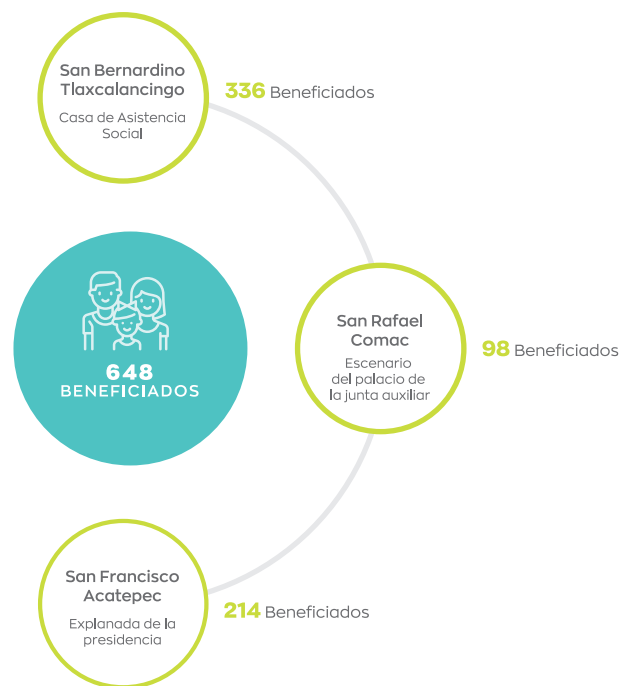 San Bernardino
Tlaxcalancingo
Casa de Asistencia
Social
336 Beneficiados
648
BENEFICIADOS
San Rafael
Comac
Escenario
del palacio de
la junta auxiliar
98 Beneficiados
San Francisco
Acatepec
Explanada de la
presidencia
214 Beneficiados